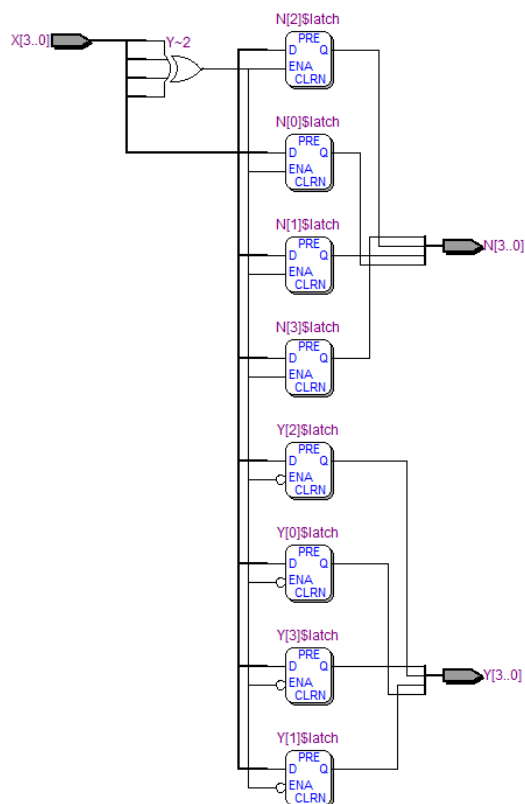 X[3..0]
Y~2
N[2]$latch
PRE
D Q
ENA
CLRN
N[0]$latch
PRE
D Q
ENA
CLRN
N[1]$latch
PRE
D Q
ENA
CLRN
N[3..0]
N[3]$latch
PRE
D Q
ENA
CLRN
Y[2]$latch
PRE
D Q
ENA
CLRN
Y[0]$latch
PRE
D Q
ENA
CLRN
Y[3]$latch
PRE
D Q
ENA
CLRN
Y[3..0]
Y[1]$latch
PRE
D Q
ENA
CLRN